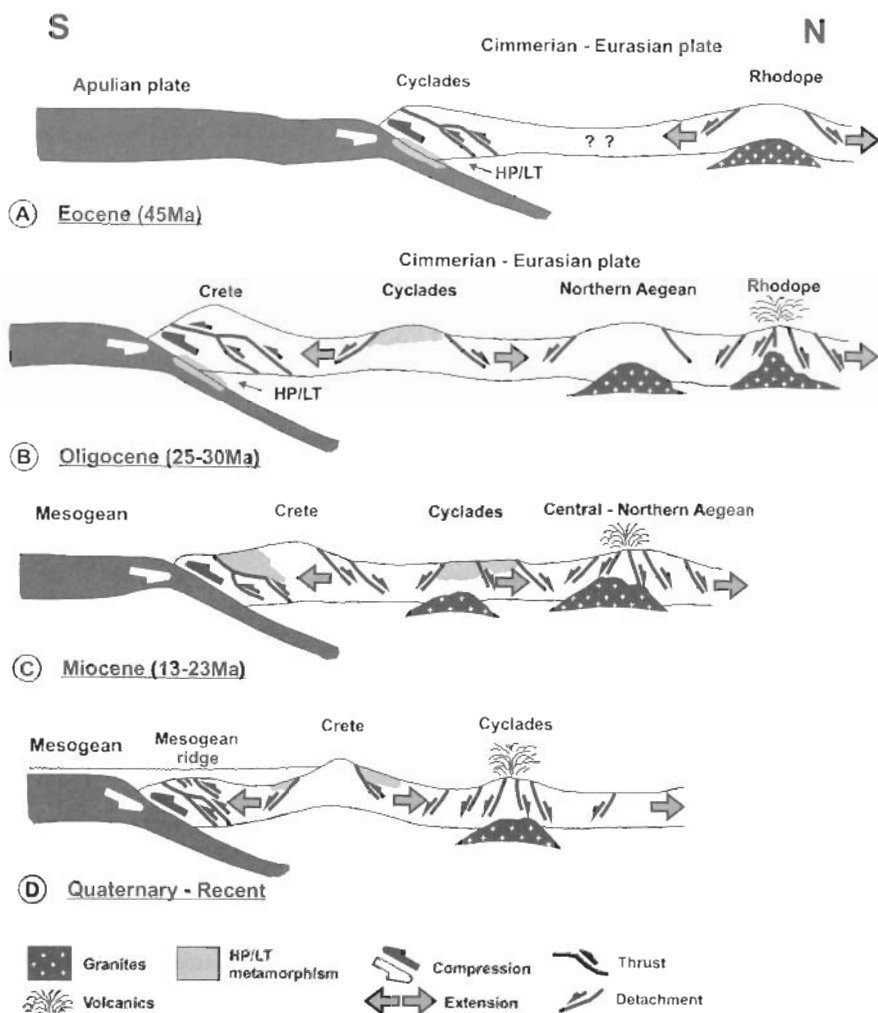 S
N
Cimmerian - Eurasian plate
Apulian plate
Cyclades
Rhodope
? ?
HP/LT
A Eocene (45Ma)
Cimmerian - Eurasian plate
Crete
Cyclades
Northern Aegean
Rhodope
HP/LT
B Oligocene (25-30Ma)
Mesogean
Crete
Cyclades
Central - Northern Aegean
C Miocene (13-23Ma)
Mesogean
Mesogean
ridge
Crete
Cyclades
D Quaternary - Recent
Granites
HP/LT
metamorphism
Compression
Thrust
Volcanics
Extension
Detachment